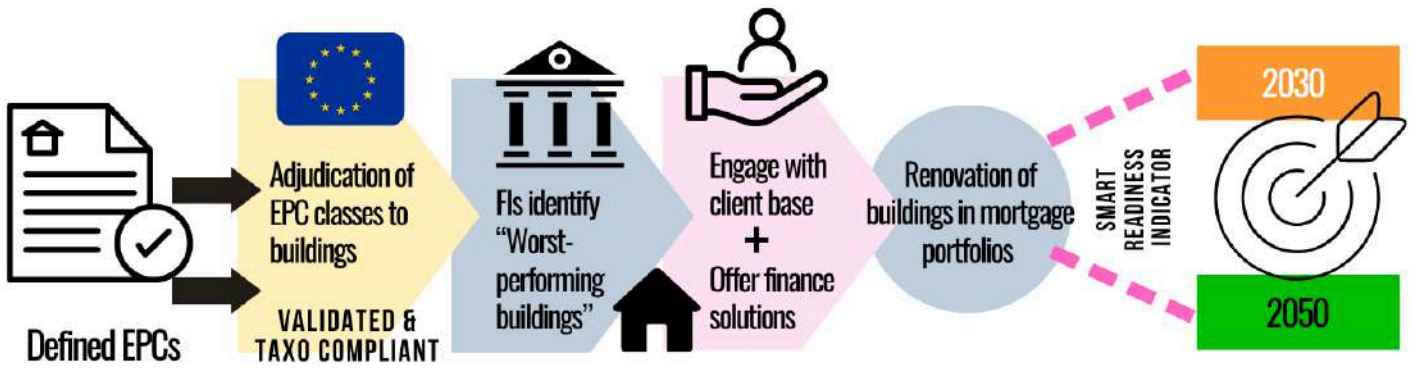 Defined EPCs
Adjudication of
EPC classes to
buildings
VALIDATED &
TAXO COMPLIANT
FIs identify
“Worst-
performing
buildings”
Engage with
client base
+
Offer finance
solutions
Renovation of
buildings in mortgage
portfolios
SMART
READINESS
INDICATOR
2030
2050